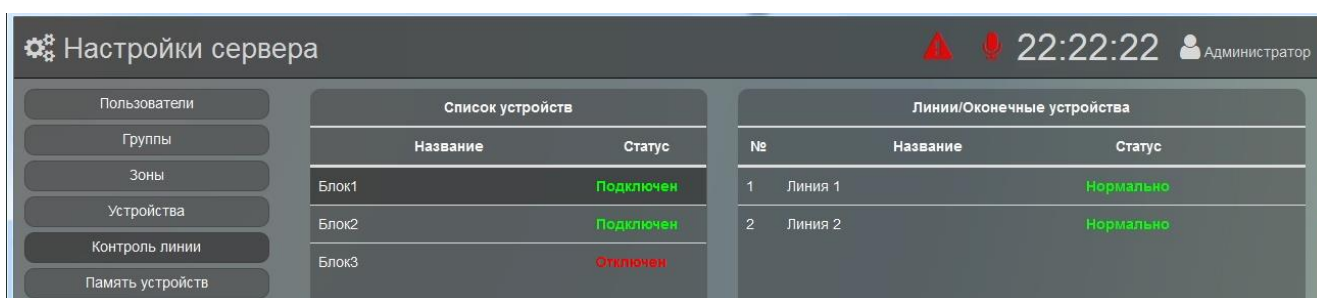 Настройки сервера
22:22:22 Администратор
Пользователи
Группы
Зоны
Устройства
Контроль линии
Память устройств
Список устройств
Название Статус
Блок1 Подключен
Блок2 Подключен
Блок3 Отключен
Линии/Оконечные устройства
№ Название Статус
1 Линия 1 Нормально
2 Линия 2 Нормально